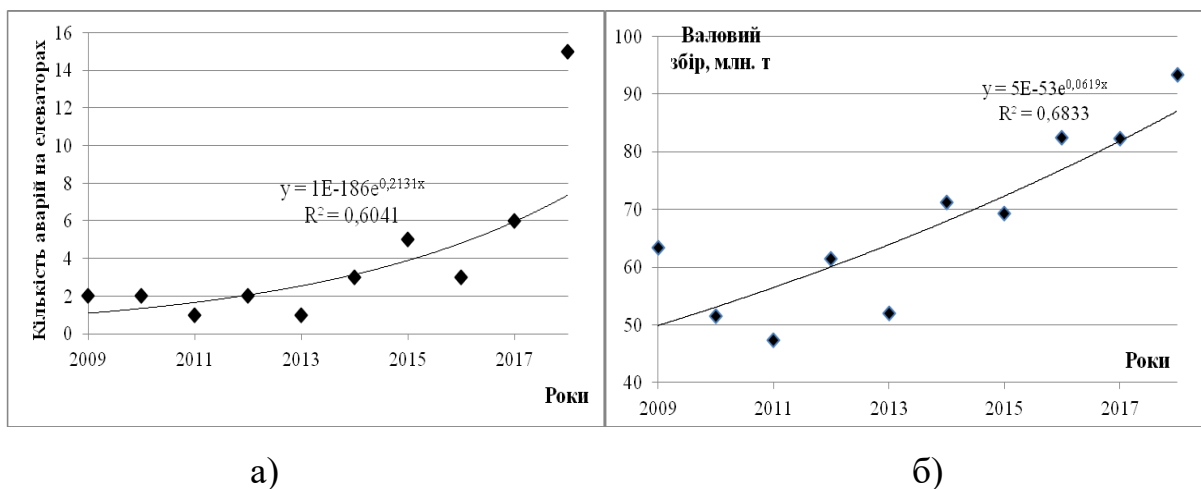 Кількість аварій на елеваторах
16
14
12
10
8
6
4
2
0
y = 1E-186e^0,2131x
R² = 0,6041
2009 2011 2013 2015 2017
Роки
Валовий
збір, млн. т
100
90
80
70
60
50
40
y = 5E-53e^0,0619x
R² = 0,6833
Роки
2009 2011 2013 2015 2017
а) б)